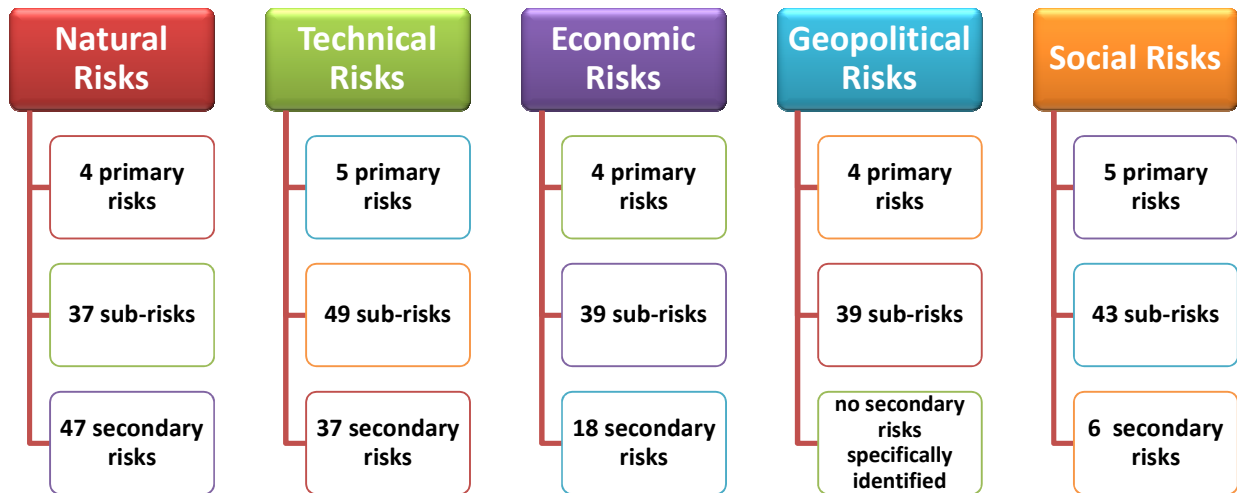 Natural
Risks
4 primary
risks
37 sub-risks
47 secondary
risks
Technical
Risks
5 primary
risks
49 sub-risks
37 secondary
risks
Economic
Risks
4 primary
risks
39 sub-risks
18 secondary
risks
Geopolitical
Risks
4 primary
risks
39 sub-risks
no secondary
risks
specifically
identified
Social Risks
5 primary
risks
43 sub-risks
6 secondary
risks